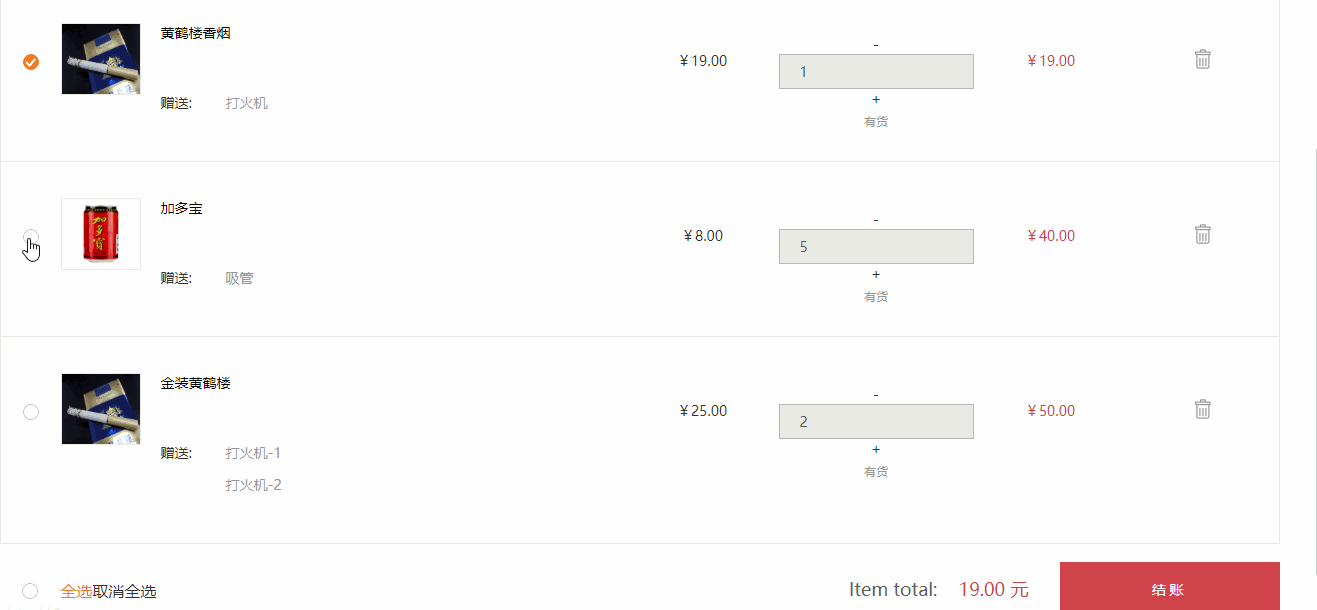 黄鹤楼香烟
-
¥ 19.00
1
¥ 19.00
+
赠送: 打火机
有货
加多宝
加多宝
-
¥ 8.00
5
¥ 40.00
+
赠送: 吸管
有货
金装黄鹤楼
-
¥ 25.00
2
¥ 50.00
+
赠送: 打火机-1
有货
打火机-2
全选取消全选
Item total: 19.00 元
结账